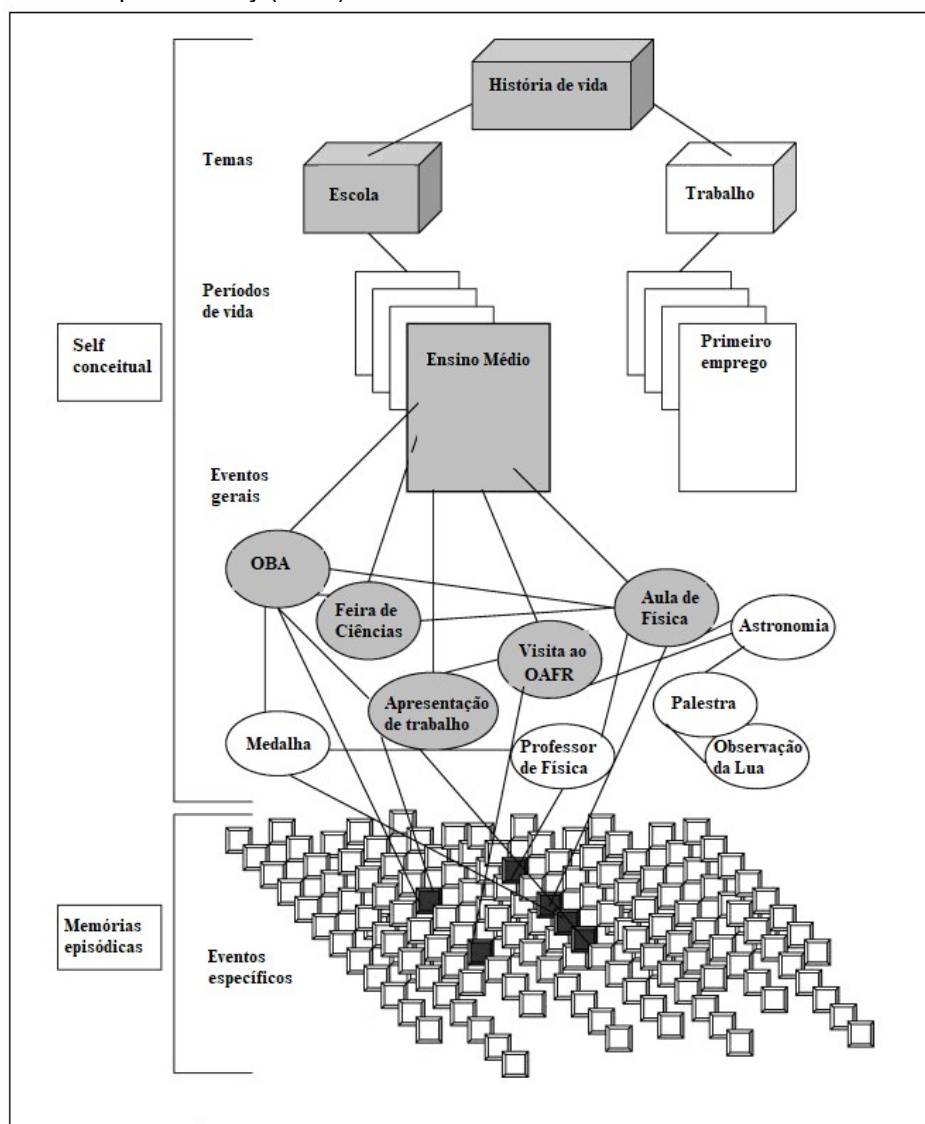 História de vida
Temas
Escola
Trabalho
Períodos
de vida
Self
conceitual
Ensino Médio
Primeiro
emprego
Eventos
gerais
OBA
Feira de
Ciências
Aula de
Física
Astronomia
Visita ao
OAFR
Apresentação
de trabalho
Palestra
Medalha
Professor
de Física
Observação
da Lua
Memórias
episódicas
Eventos
específicos